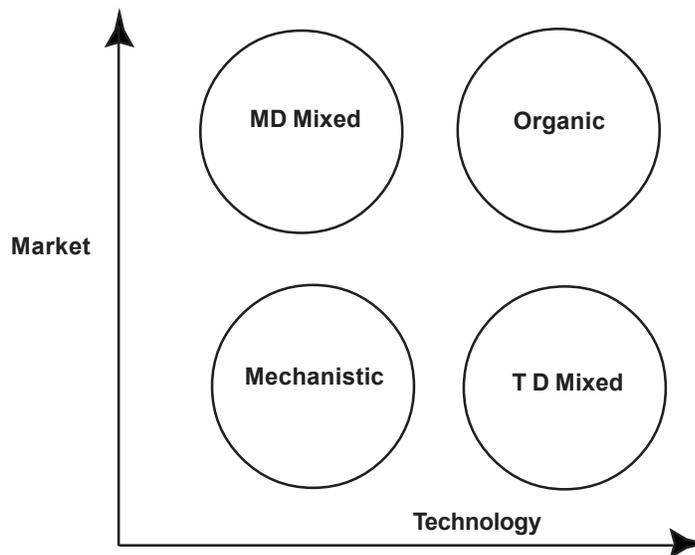 MD Mixed
Organic
Market
Mechanistic
T D Mixed
Technology